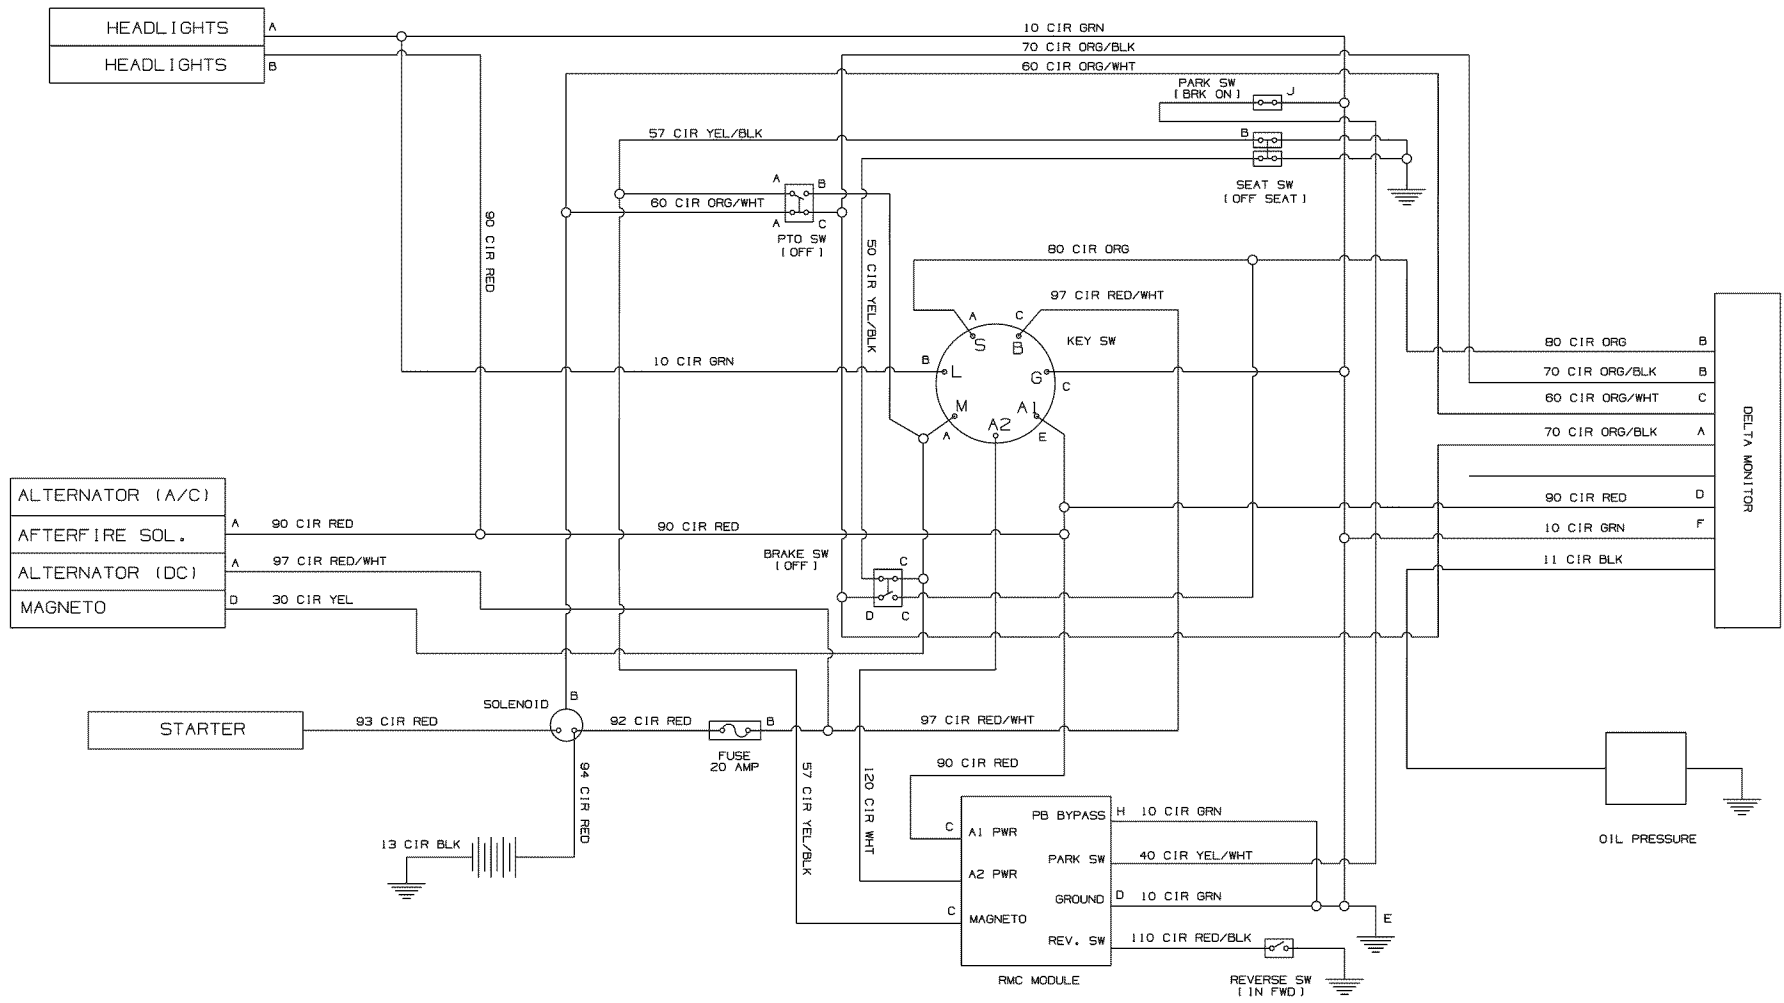 HEADLIGHTS A
10 CIR GRN
70 CIR ORG/BLK
HEADLIGHTS B
60 CIR ORG/WHT
PARK SW
[ BRK ON ] J
57 CIR YEL/BLK
B
SEAT SW
[ OFF SEAT ]
A B
60 CIR ORG/WHT
A C
PTO SW
[ OFF ]
90 CIR RED
50 CIR YEL/BLK
80 CIR ORG
97 CIR RED/WHT
A C
S B
KEY SW
10 CIR GRN
B L
G C
M A1
A A2 E
80 CIR ORG B
70 CIR ORG/BLK B
60 CIR ORG/WHT C
70 CIR ORG/BLK A
90 CIR RED D
10 CIR GRN F
11 CIR BLK
DELTA MONITOR
ALTERNATOR (A/C)
AFTERFIRE SOL. A 90 CIR RED
90 CIR RED
ALTERNATOR (DC) A 97 CIR RED/WHT
MAGNETO D 30 CIR YEL
BRAKE SW
[ OFF ]
C
D C
SOLENOID B
STARTER
93 CIR RED
92 CIR RED
B
FUSE
20 AMP
97 CIR RED/WHT
94 CIR RED
13 CIR BLK
57 CIR YEL/BLK
120 CIR WHT
90 CIR RED
C A1 PWR
A2 PWR
C MAGNETO
PB BYPASS H 10 CIR GRN
PARK SW 40 CIR YEL/WHT
GROUND D 10 CIR GRN
E
REV. SW 110 CIR RED/BLK
RMC MODULE
REVERSE SW
[ IN FWD ]
OIL PRESSURE